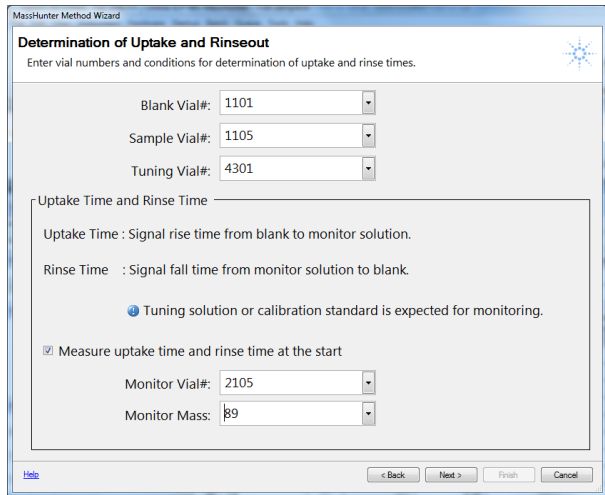 MassHunter Method Wizard
Determination of Uptake and Rinseout
Enter vial numbers and conditions for determination of uptake and rinse times.
Blank Vial#: 1101
Sample Vial#: 1105
Tuning Vial#: 4301
Uptake Time and Rinse Time
Uptake Time : Signal rise time from blank to monitor solution.
Rinse Time : Signal fall time from monitor solution to blank.
Tuning solution or calibration standard is expected for monitoring.
Measure uptake time and rinse time at the start
Monitor Vial#: 2105
Monitor Mass: 89
Help < Back Next > Finish Cancel